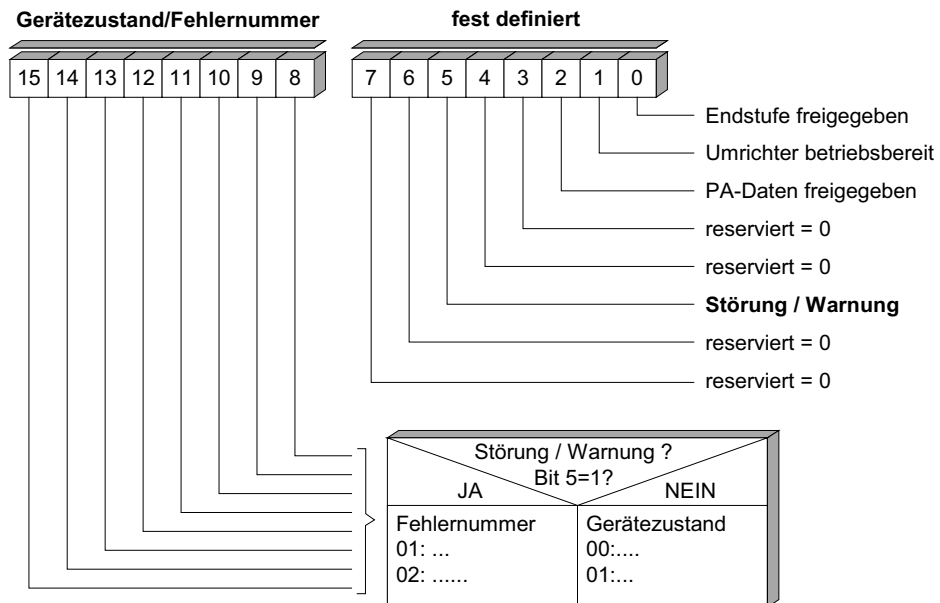 Gerätezustand/Fehlernummer
fest definiert
15 14 13 12 11 10 9 8
7 6 5 4 3 2 1 0
Endstufe freigegeben
Umrichter betriebsbereit
PA-Daten freigegeben
reserviert = 0
reserviert = 0
Störung / Warnung
reserviert = 0
reserviert = 0
Störung / Warnung ?
Bit 5=1?
JA
NEIN
Fehlernummer
01: ...
02: ......
Gerätezustand
00:....
01:...